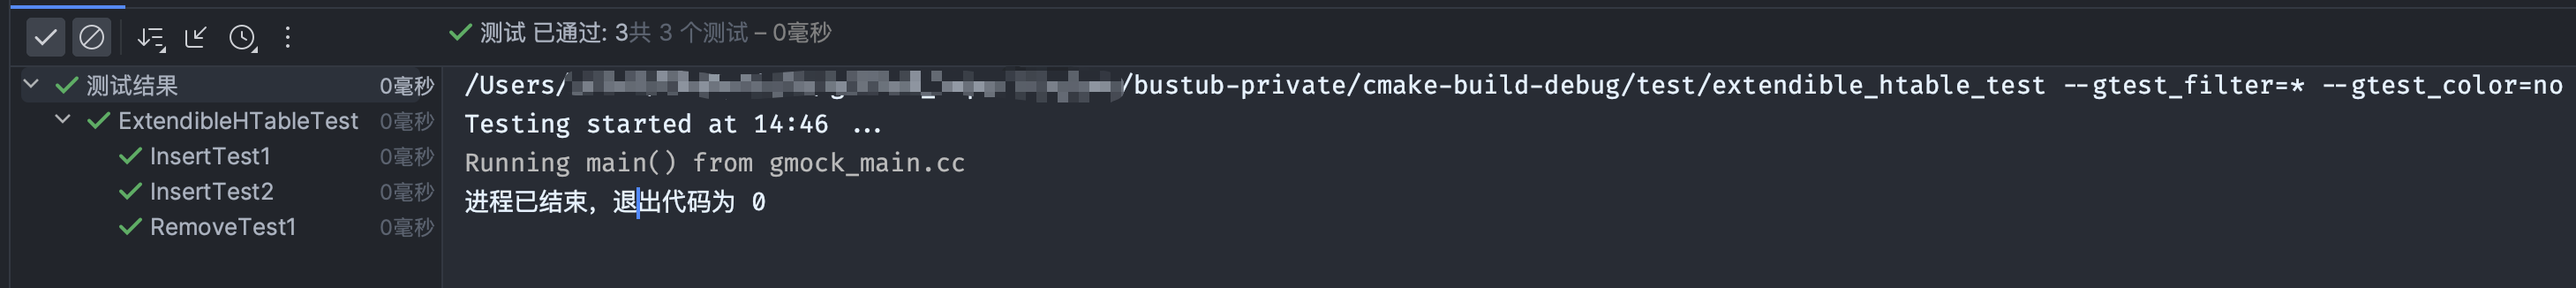 测试 已通过: 3共 3 个测试 – 0毫秒
测试结果 0毫秒
ExtendibleHTableTest 0毫秒
InsertTest1 0毫秒
InsertTest2 0毫秒
RemoveTest1 0毫秒
/Users/ /bustub-private/cmake-build-debug/test/extendible_htable_test --gtest_filter=* --gtest_color=no
Testing started at 14:46 ...
Running main() from gmock_main.cc
进程已结束，退出代码为 0